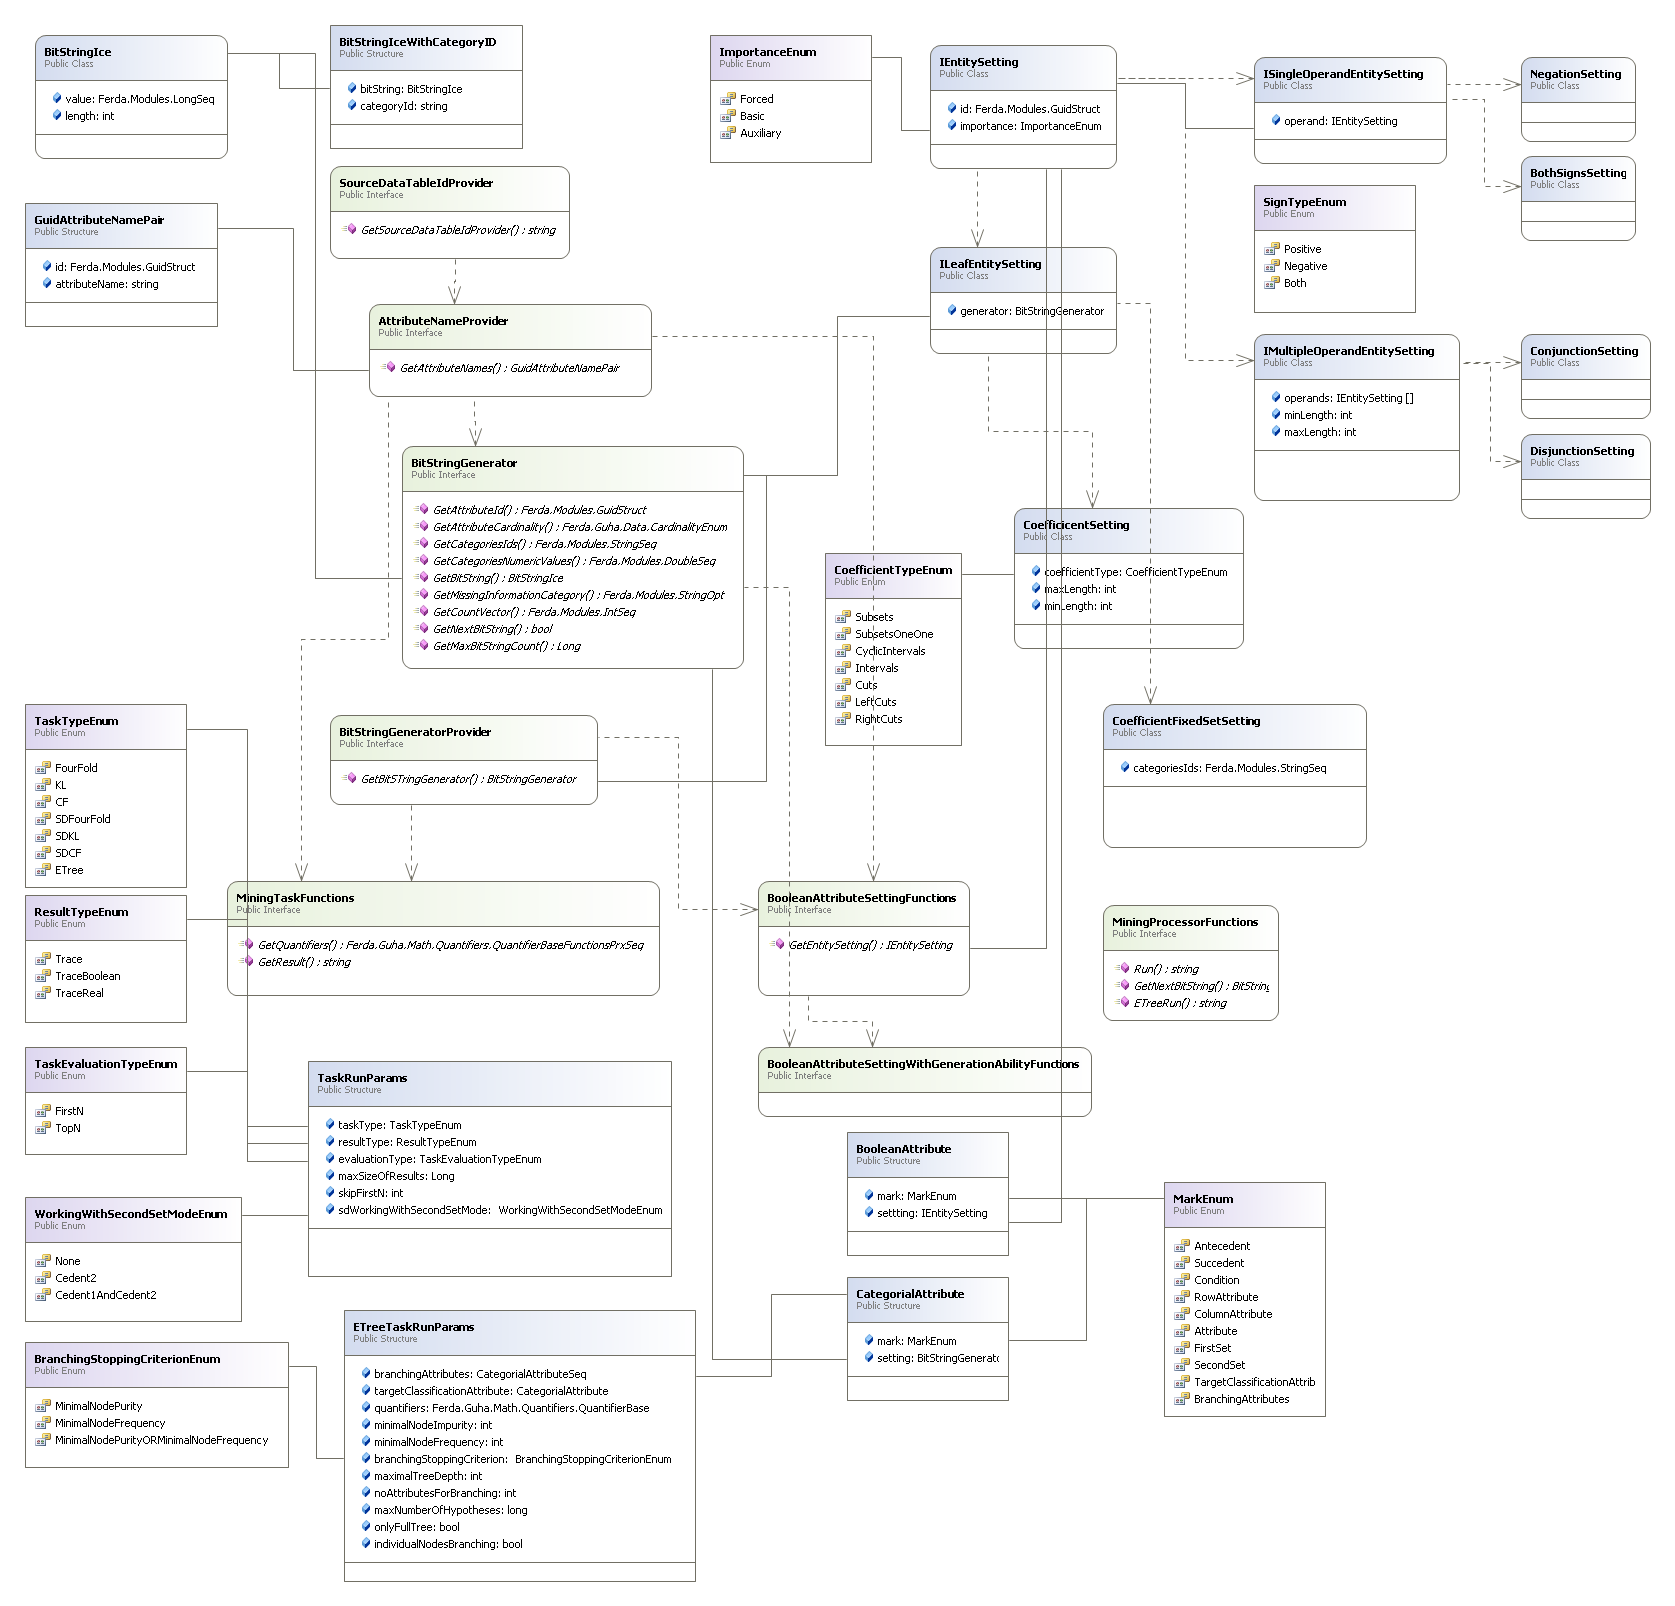 BitStringIce
Public Class
value: Ferda.Modules.LongSeq
length: int
BitStringIceWithCategoryID
Public Structure
bitString: BitStringIce
categoryId: string
ImportanceEnum
Public Enum
Forced
Basic
Auxiliary
IEntitySetting
Public Class
id: Ferda.Modules.GuidStruct
importance: ImportanceEnum
ISingleOperandEntitySetting
Public Class
operand: IEntitySetting
NegationSetting
Public Class
BothSignsSetting
Public Class
SourceDataTableIdProvider
Public Interface
GetSourceDataTableIdProvider() : string
GuidAttributeNamePair
Public Structure
id: Ferda.Modules.GuidStruct
attributeName: string
SignTypeEnum
Public Enum
Positive
Negative
Both
ILeafEntitySetting
Public Class
generator: BitStringGenerator
AttributeNameProvider
Public Interface
GetAttributeNames() : GuidAttributeNamePair
IMultipleOperandEntitySetting
Public Class
operands: IEntitySetting []
minLength: int
maxLength: int
ConjunctionSetting
Public Class
DisjunctionSetting
Public Class
BitStringGenerator
Public Interface
GetAttributeId() : Ferda.Modules.GuidStruct
GetAttributeCardinality() : Ferda.Guha.Data.CardinalityEnum
GetCategoriesIds() : Ferda.Modules.StringSeq
GetCategoriesNumericValues() : Ferda.Modules.DoubleSeq
GetBitString() : BitStringIce
GetMissingInformationCategory() : Ferda.Modules.StringOpt
GetCountVector() : Ferda.Modules.IntSeq
GetNextBitString() : bool
GetMaxBitStringCount() : Long
CoefficicentSetting
Public Class
coefficientType: CoefficientTypeEnum
maxLength: int
minLength: int
CoefficientTypeEnum
Public Enum
Subsets
SubsetsOneOne
CyclicIntervals
Intervals
Cuts
LeftCuts
RightCuts
TaskTypeEnum
Public Enum
FourFold
KL
CF
SDFourFold
SDKL
SDCF
ETree
BitStringGeneratorProvider
Public Interface
GetBitSTringGenerator() : BitStringGenerator
CoefficientFixedSetSetting
Public Class
categoriesIds: Ferda.Modules.StringSeq
ResultTypeEnum
Public Enum
Trace
TraceBoolean
TraceReal
MiningTaskFunctions
Public Interface
GetQuantifiers() : Ferda.Guha.Math.Quantifiers.QuantifierBaseFunctionsPrxSeq
GetResult() : string
BooleanAttributeSettingFunctions
Public Interface
GetEntitySetting() : IEntitySetting
MiningProcessorFunctions
Public Interface
Run() : string
GetNextBitString() : BitString
ETreeRun() : string
TaskEvaluationTypeEnum
Public Enum
FirstN
TopN
TaskRunParams
Public Structure
taskType: TaskTypeEnum
resultType: ResultTypeEnum
evaluationType: TaskEvaluationTypeEnum
maxSizeOfResults: Long
skipFirstN: int
sdWorkingWithSecondSetMode: WorkingWithSecondSetModeEnum
BooleanAttributeSettingWithGenerationAbilityFunctions
Public Interface
BooleanAttribute
Public Structure
mark: MarkEnum
settting: IEntitySetting
WorkingWithSecondSetModeEnum
Public Enum
None
Cedent2
Cedent1AndCedent2
MarkEnum
Public Enum
Antecedent
Succedent
Condition
RowAttribute
ColumnAttribute
Attribute
FirstSet
SecondSet
TargetClassificationAttrib
BranchingAttributes
CategorialAttribute
Public Structure
mark: MarkEnum
setting: BitStringGenerato
BranchingStoppingCriterionEnum
Public Enum
MinimalNodePurity
MinimalNodeFrequency
MinimalNodePurityORMinimalNodeFrequency
ETreeTaskRunParams
Public Structure
branchingAttributes: CategorialAttributeSeq
targetClassificationAttribute: CategorialAttribute
quantifiers: Ferda.Guha.Math.Quantifiers.QuantifierBase
minimalNodeImpurity: int
minimalNodeFrequency: int
branchingStoppingCriterion: BranchingStoppingCriterionEnum
maximalTreeDepth: int
noAttributesForBranching: int
maxNumberOfHypotheses: long
onlyFullTree: bool
individualNodesBranching: bool